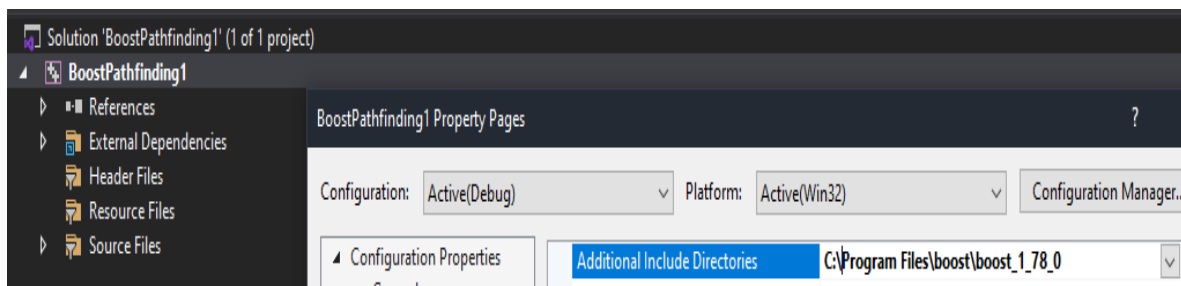 Solution 'BoostPathfinding1' (1 of 1 project)
BoostPathfinding1
References
External Dependencies
Header Files
Resource Files
Source Files
BoostPathfinding1 Property Pages
?
Configuration: Active(Debug) Platform: Active(Win32) Configuration Manager..
Configuration Properties
Additional Include Directories C:\Program Files\boost\boost_1_78_0